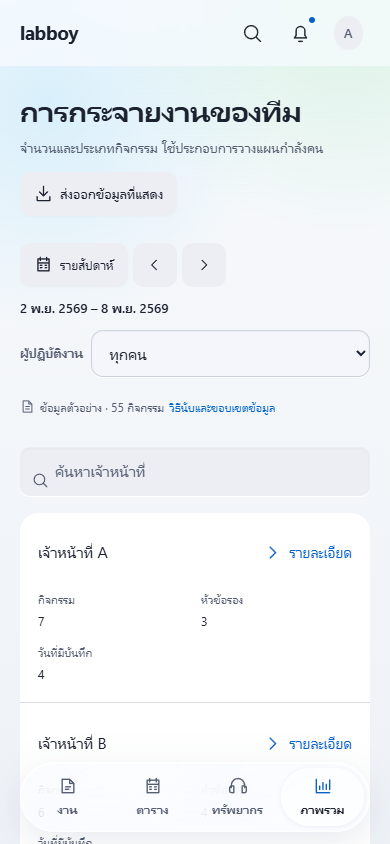 labboy
A
การกระจายงานของทีม
จำนวนและประเภทกิจกรรม ใช้ประกอบการวางแผนกำลังคน
ส่งออกข้อมูลที่แสดง
รายสัปดาห์
2 พ.ย. 2569 – 8 พ.ย. 2569
ผู้ปฏิบัติงาน ทุกคน
ข้อมูลตัวอย่าง · 55 กิจกรรม วิธีนับและขอบเขตข้อมูล
ค้นหาเจ้าหน้าที่
เจ้าหน้าที่ A รายละเอียด
กิจกรรม หัวข้อรอง
7 3
วันที่มีบันทึก
4
เจ้าหน้าที่ B รายละเอียด
6 4
งาน ตาราง ทรัพยากร ภาพรวม
วันที่มีบันทึก